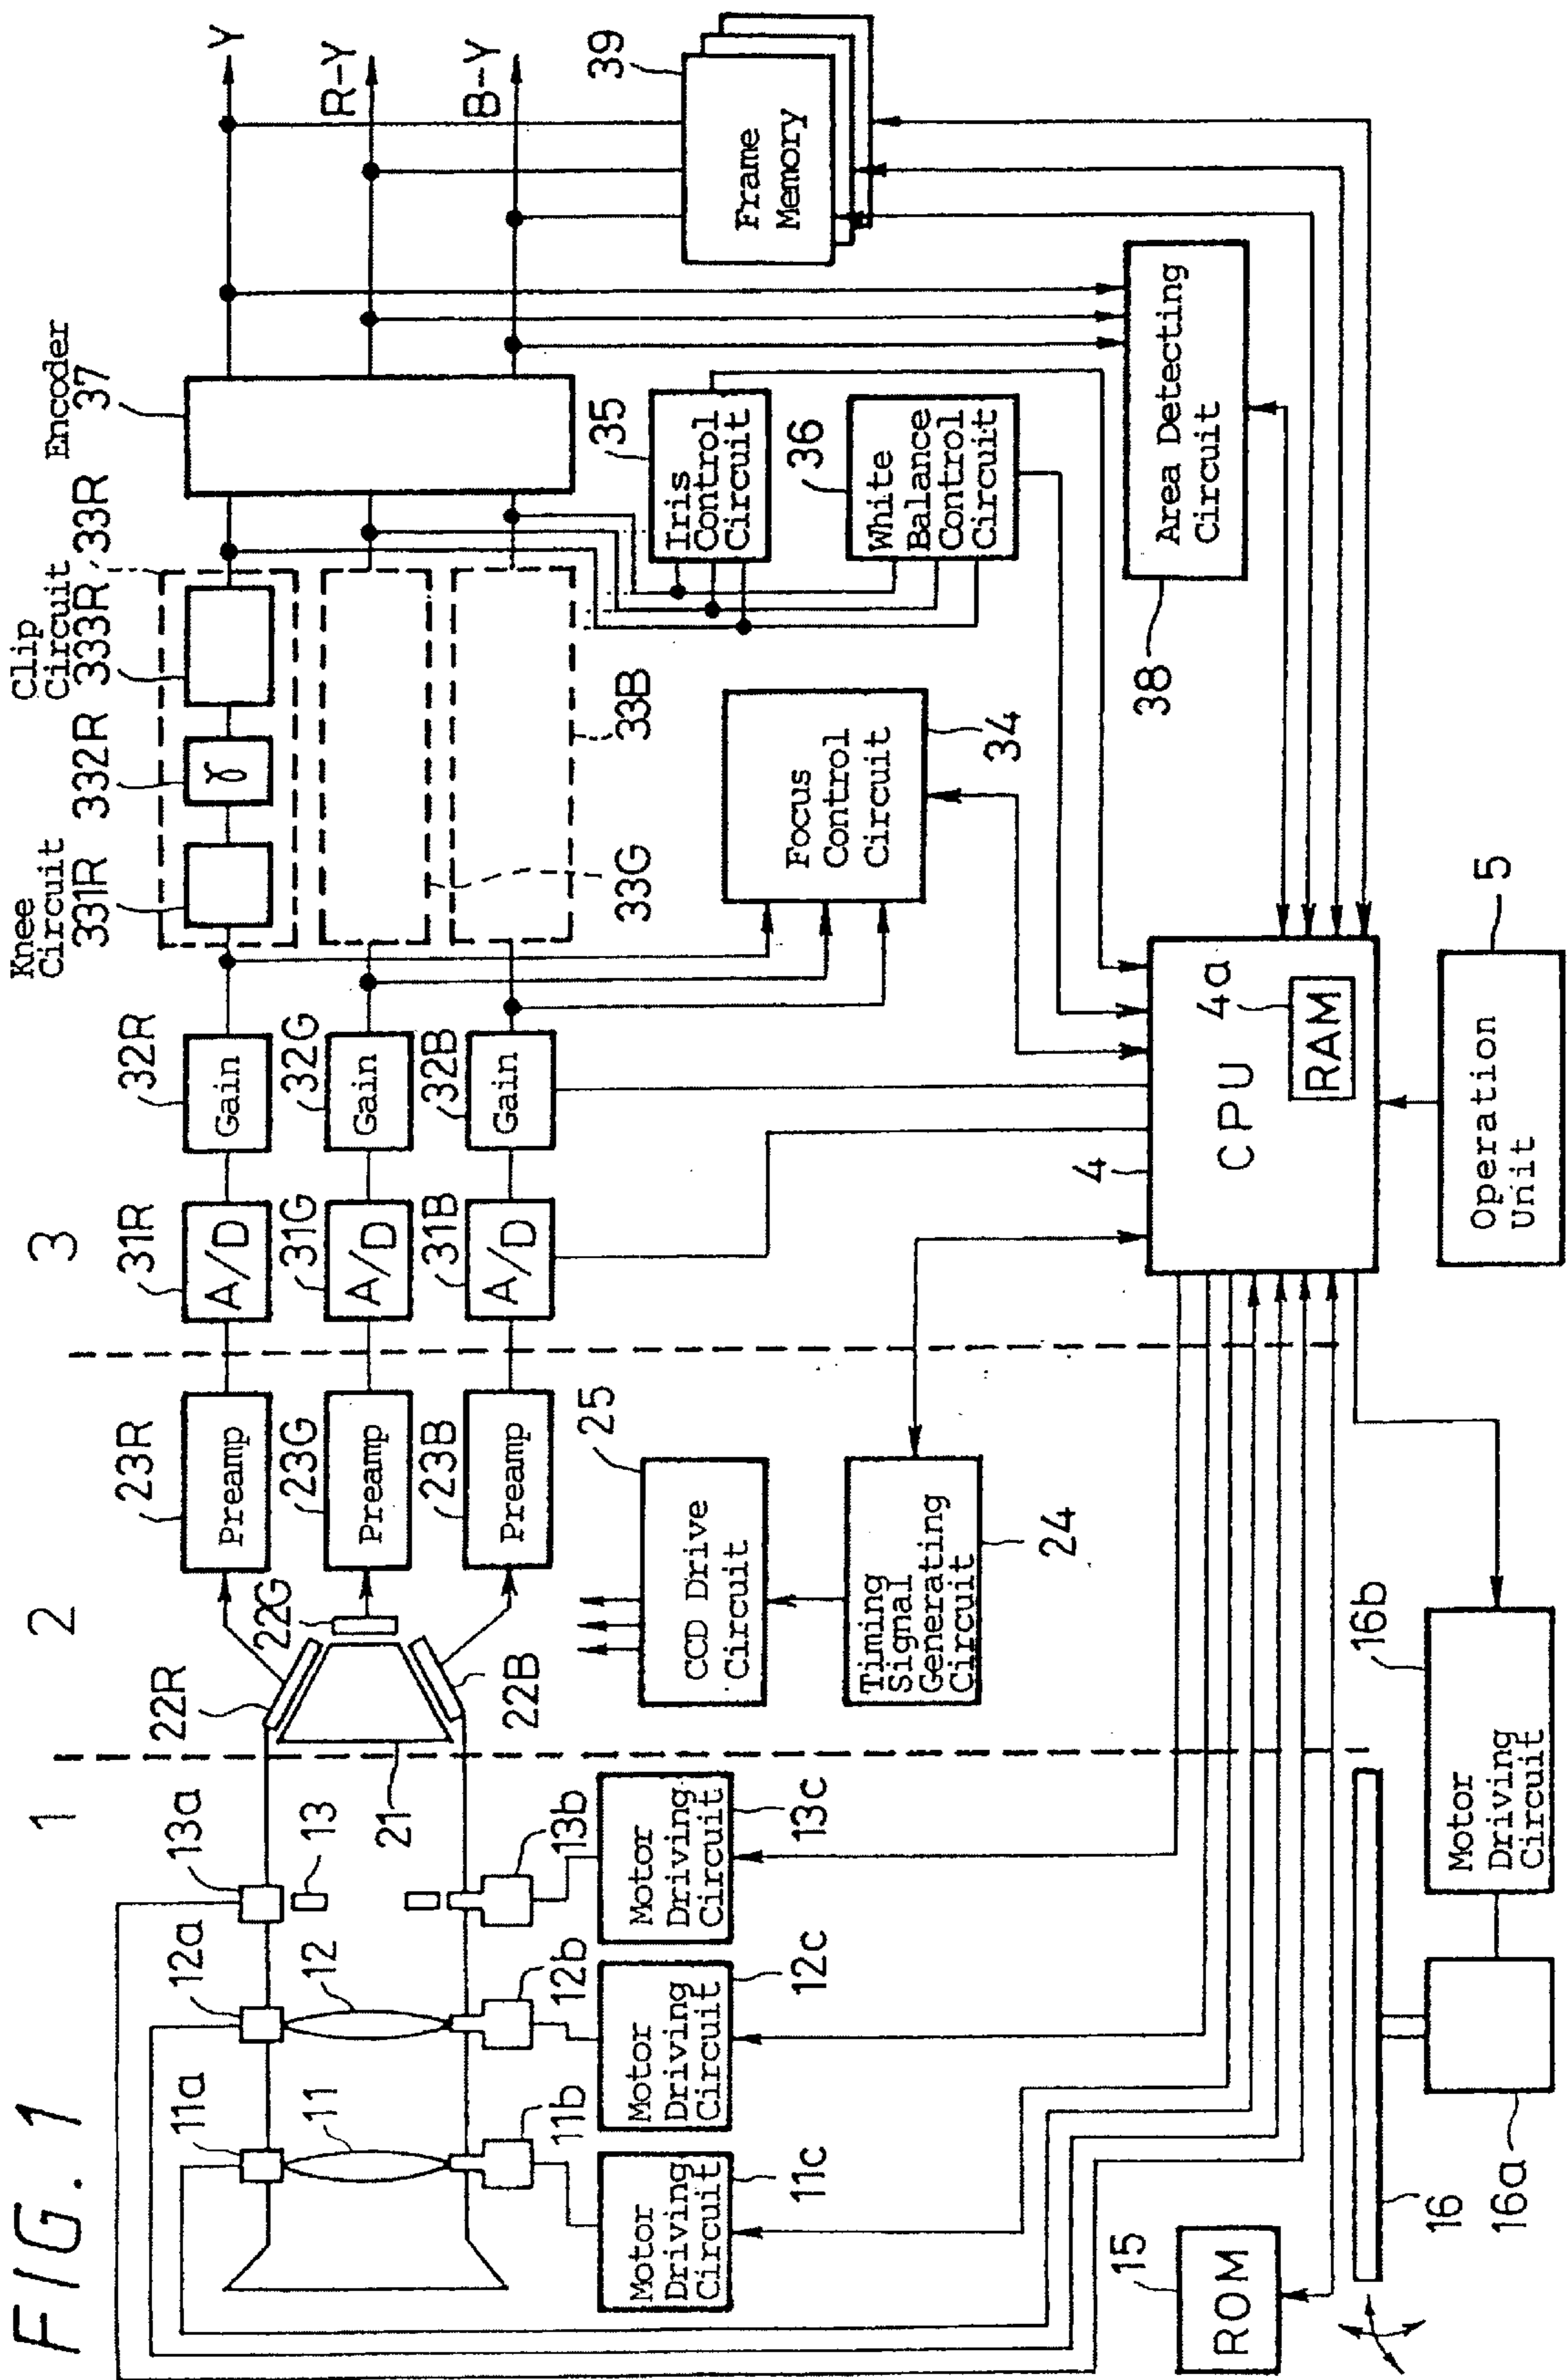 FIG. 1
1
2
3
11a
12a
13a
11
12
13
11b
12b
13b
21
22R
22G
22B
Motor
Driving
Circuit
11c
Motor
Driving
Circuit
12c
Motor
Driving
Circuit
13c
23R
Preamp
23G
Preamp
23B
Preamp
CCD Drive
Circuit
25
Timing
Signal
Generating
Circuit
24
31R
A/D
31G
A/D
31B
A/D
32R
Gain
32G
Gain
32B
Gain
Knee
Circuit
331R
332R
γ
Clip
Circuit
333R
33R
33G
33B
Encoder
37
Y
R-Y
B-Y
Focus
Control
Circuit
34
Iris
Control
Circuit
35
White
Balance
Control
Circuit
36
Area Detecting
Circuit
38
Frame
Memory
39
4
CPU
4a
RAM
Operation
Unit
5
15
ROM
16
16a
Motor
Driving
Circuit
16b